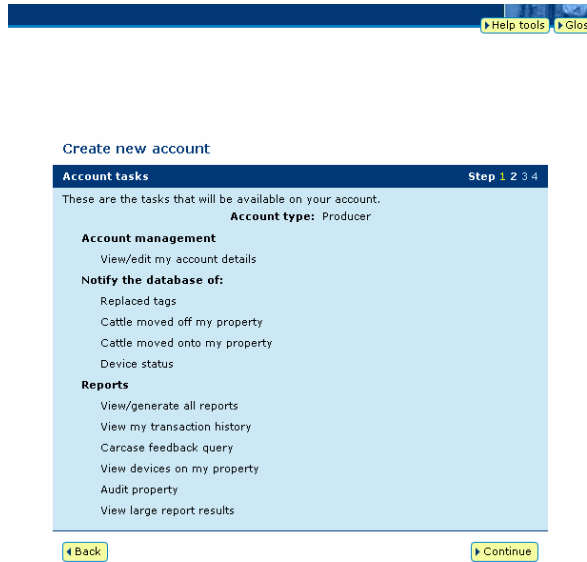 Help tools Glos
Create new account
Account tasks Step 1 2 3 4
These are the tasks that will be available on your account.
Account type: Producer
Account management
View/edit my account details
Notify the database of:
Replaced tags
Cattle moved off my property
Cattle moved onto my property
Device status
Reports
View/generate all reports
View my transaction history
Carcase feedback query
View devices on my property
Audit property
View large report results
Back Continue